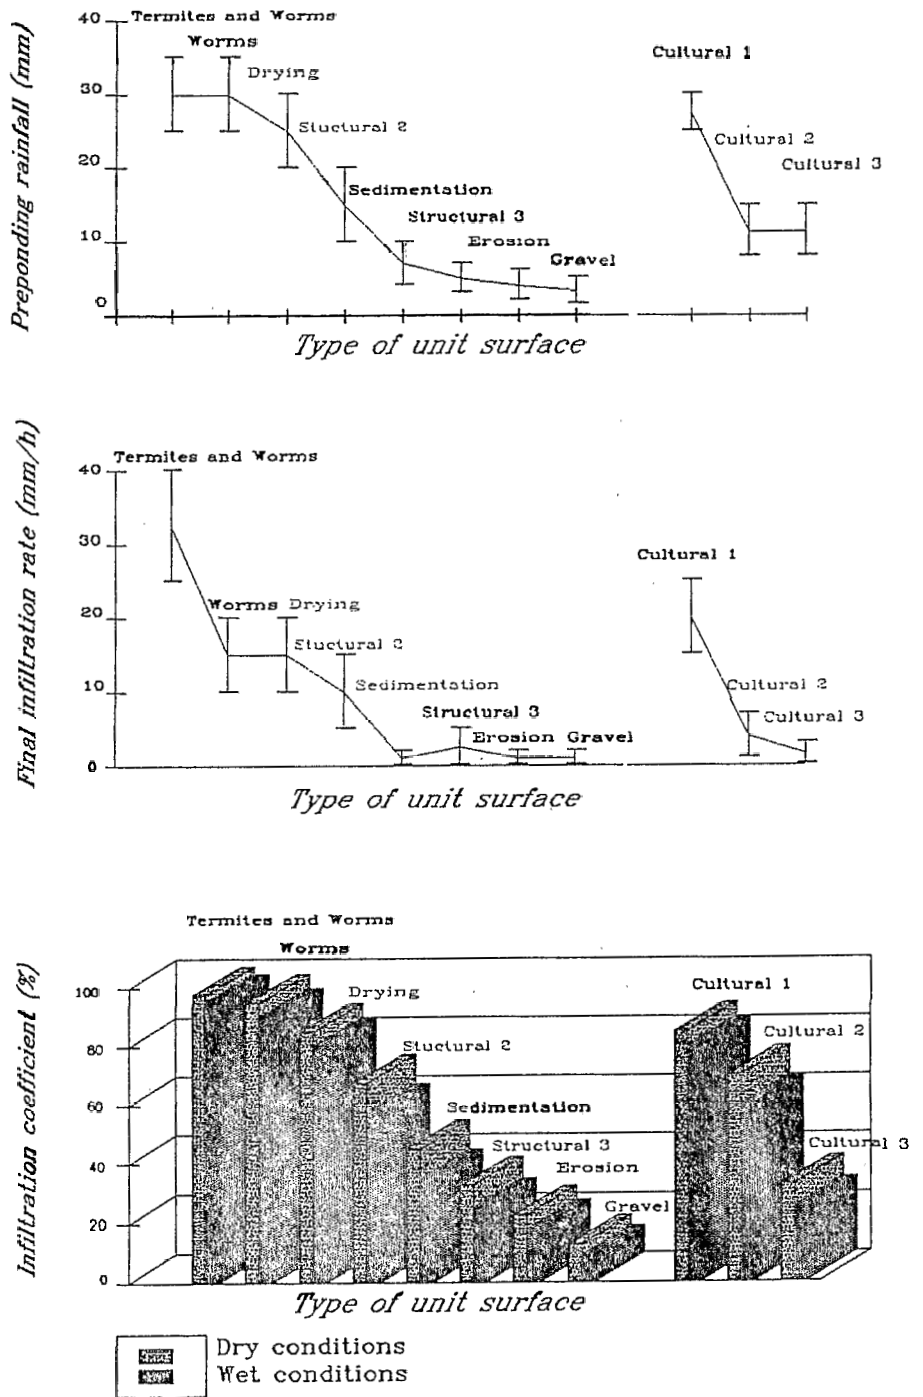 Preponding rainfall (mm)
40
30
20
10
0
Termites and Worms
Worms
Drying
Stuctural 2
Sedimentation
Structural 3
Erosion
Gravel
Cultural 1
Cultural 2
Cultural 3
Type of unit surface
Final infiltration rate (mm/h)
40
30
20
10
0
Termites and Worms
Worms Drying
Stuctural 2
Sedimentation
Structural 3
Erosion Gravel
Cultural 1
Cultural 2
Cultural 3
Type of unit surface
Infiltration coefficient (%)
100
80
60
40
20
0
Termites and Worms
Worms
Drying
Stuctural 2
Sedimentation
Structural 3
Erosion
Gravel
Cultural 1
Cultural 2
Cultural 3
Type of unit surface
Dry conditions
Wet conditions